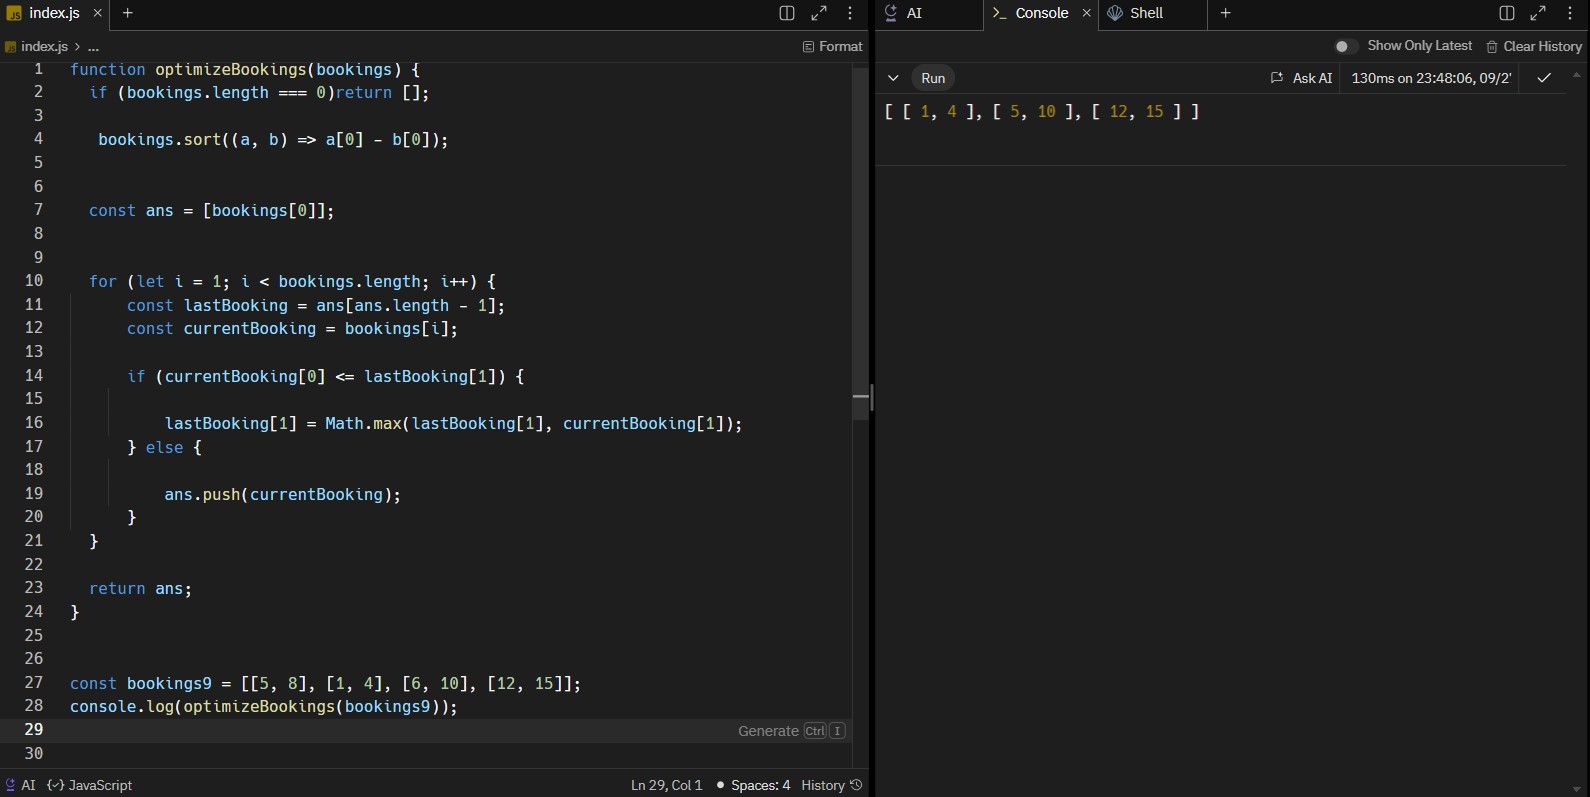 index.js × +
index.js > ...
Format
1 function optimizeBookings(bookings) {
2 if (bookings.length === 0)return [];
3
4 bookings.sort((a, b) => a[0] - b[0]);
5
6
7 const ans = [bookings[0]];
8
9
10 for (let i = 1; i < bookings.length; i++) {
11 const lastBooking = ans[ans.length - 1];
12 const currentBooking = bookings[i];
13
14 if (currentBooking[0] <= lastBooking[1]) {
15
16 lastBooking[1] = Math.max(lastBooking[1], currentBooking[1]);
17 } else {
18
19 ans.push(currentBooking);
20 }
21 }
22
23 return ans;
24 }
25
26
27 const bookings9 = [[5, 8], [1, 4], [6, 10], [12, 15]];
28 console.log(optimizeBookings(bookings9));
29 Generate Ctrl I
30
AI {✓} JavaScript
Ln 29, Col 1 ● Spaces: 4 History
AI
>_ Console × Shell +
Show Only Latest Clear History
Run
Ask AI 130ms on 23:48:06, 09/2'
[ [ 1, 4 ], [ 5, 10 ], [ 12, 15 ] ]